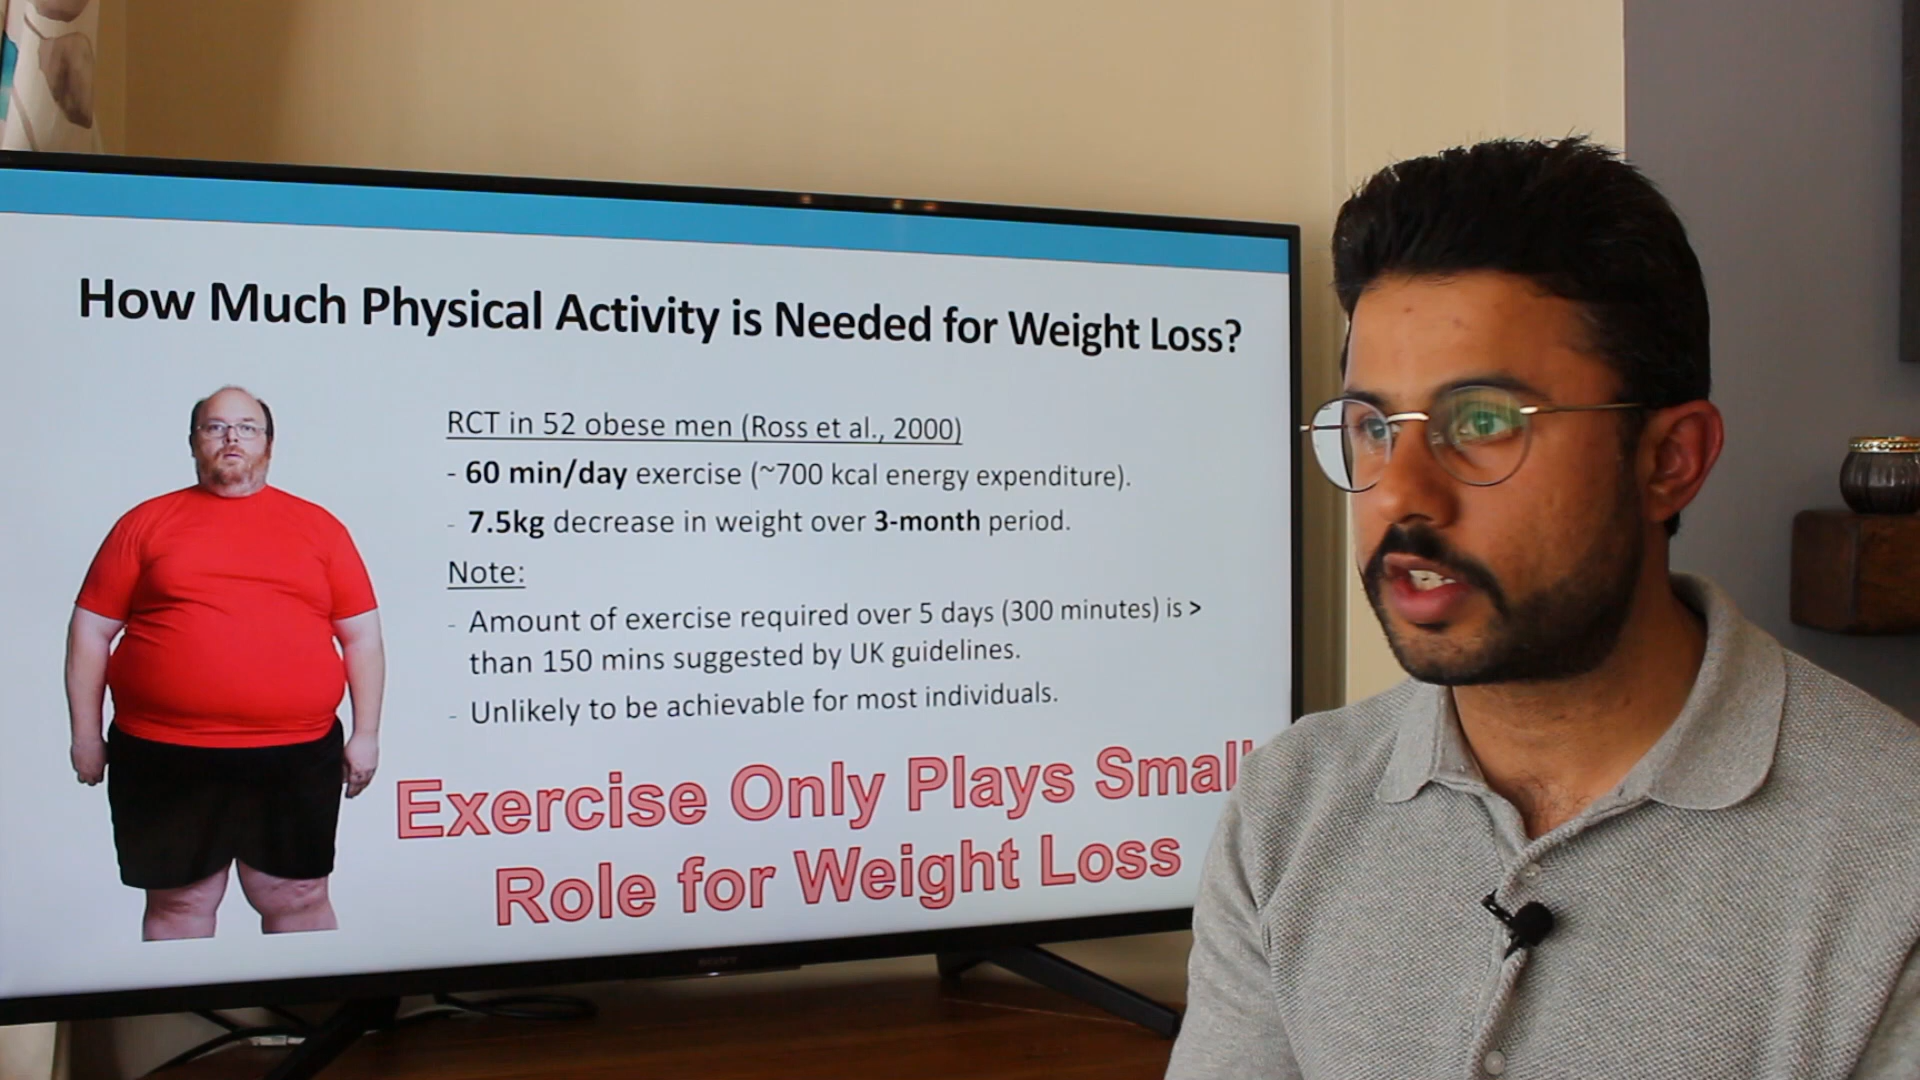 How Much Physical Activity is Needed for Weight Loss?
RCT in 52 obese men (Ross et al., 2000)
- 60 min/day exercise (~700 kcal energy expenditure).
- 7.5kg decrease in weight over 3-month period.
Note:
- Amount of exercise required over 5 days (300 minutes) is >
than 150 mins suggested by UK guidelines.
- Unlikely to be achievable for most individuals.
Exercise Only Plays Small
Role for Weight Loss
SONY